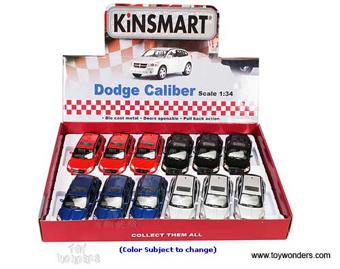 KiNSMART
Dodge Caliber Scale 1:34
• Die cast metal • Doors openable • Pull back action
COLLECT THEM ALL
(Color Subject to change)
© www.toywonders.com